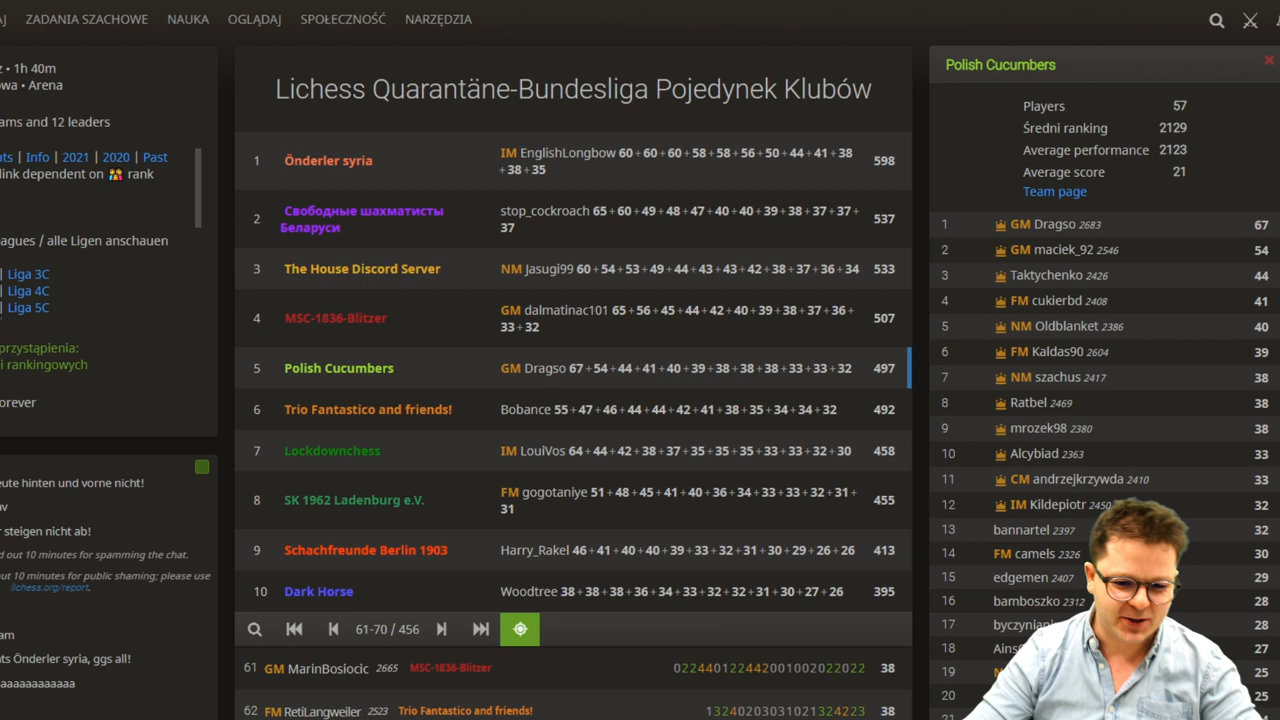 ZADANIA SZACHOWE NAUKA OGLĄDAJ SPOŁECZNOŚĆ NARZĘDZIA
• 1h 40m
• Arena
ams and 12 leaders
Info | 2021 | 2020 | Past
link dependent on rank
agues / alle Ligen anschauen
| Liga 3C
| Liga 4C
| Liga 5C
przystąpienia:
i rankingowych
orever
eute hinten und vorne nicht!
av
r steigen nicht ab!
d out 10 minutes for spamming the chat.
out 10 minutes for public shaming; please use
lichess.org/report.
am
ats Önderler syria, ggs all!
aaaaaaaaaaaaa
Lichess Quarantäne-Bundesliga Pojedynek Klubów
1 Önderler syria IM EnglishLongbow 60+60+60+58+58+56+50+44+41+38
+38+35 598
2 Свободные шахматисты
Беларуси stop_cockroach 65+60+49+48+47+40+40+39+38+37+37+
37 537
3 The House Discord Server NM Jasugi99 60+54+53+49+44+43+43+42+38+37+36+34 533
4 MSC-1836-Blitzer GM dalmatinac101 65+56+45+44+42+40+39+38+37+36+
33+32 507
5 Polish Cucumbers GM Dragso 67+54+44+41+40+39+38+38+38+33+33+32 497
6 Trio Fantastico and friends! Bobance 55+47+46+44+44+42+41+38+35+34+34+32 492
7 Lockdownchess IM LouiVos 64+44+42+38+37+35+35+35+33+33+32+30 458
8 SK 1962 Ladenburg e.V. FM gogotaniye 51+48+45+41+40+36+34+33+33+32+31+
31 455
9 Schachfreunde Berlin 1903 Harry_Rakel 46+41+40+40+39+33+32+31+30+29+26+26 413
10 Dark Horse Woodtree 38+38+38+36+34+33+32+32+31+30+27+26 395
61-70 / 456
61 GM MarinBosiocic 2665 MSC-1836-Blitzer 0224401224420010020 22022 38
62 FM RetiLangweiler 2523 Trio Fantastico and friends! 1324020303102132 4223 38
Polish Cucumbers
Players 57
Średni ranking 2129
Average performance 2123
Average score 21
Team page
1 GM Dragso 2683 67
2 GM maciek_92 2546 54
3 Taktychenko 2426 44
4 FM cukierbd 2408 41
5 NM Oldblanket 2386 40
6 FM Kaldas90 2604 39
7 NM szachus 2417 38
8 Ratbel 2469 38
9 mrozek98 2380 38
10 Alcybiad 2363 33
11 CM andrzejkrzywda 2410 33
12 IM Kildepiotr 2450 32
13 bannartel 2397 32
14 FM camels 2326 30
15 edgemen 2407 29
16 bamboszko 2312 28
17 28
18 27
19 25
20 25